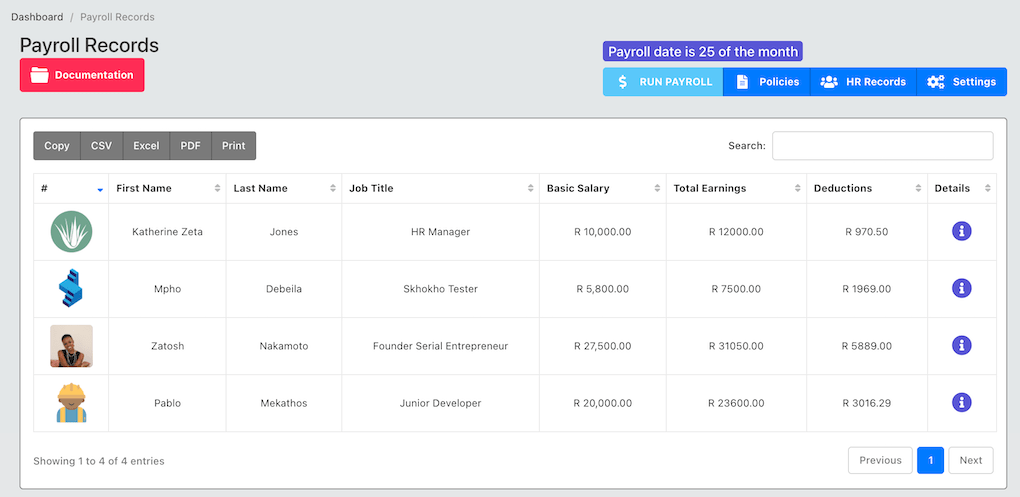 Dashboard / Payroll Records
Payroll Records
Documentation
Payroll date is 25 of the month
$ RUN PAYROLL Policies HR Records Settings
Copy CSV Excel PDF Print
Search:
# First Name Last Name Job Title Basic Salary Total Earnings Deductions Details
Katherine Zeta Jones HR Manager R 10,000.00 R 12000.00 R 970.50
Mpho Debeila Skhokho Tester R 5,800.00 R 7500.00 R 1969.00
Zatosh Nakamoto Founder Serial Entrepreneur R 27,500.00 R 31050.00 R 5889.00
Pablo Mekathos Junior Developer R 20,000.00 R 23600.00 R 3016.29
Showing 1 to 4 of 4 entries
Previous 1 Next